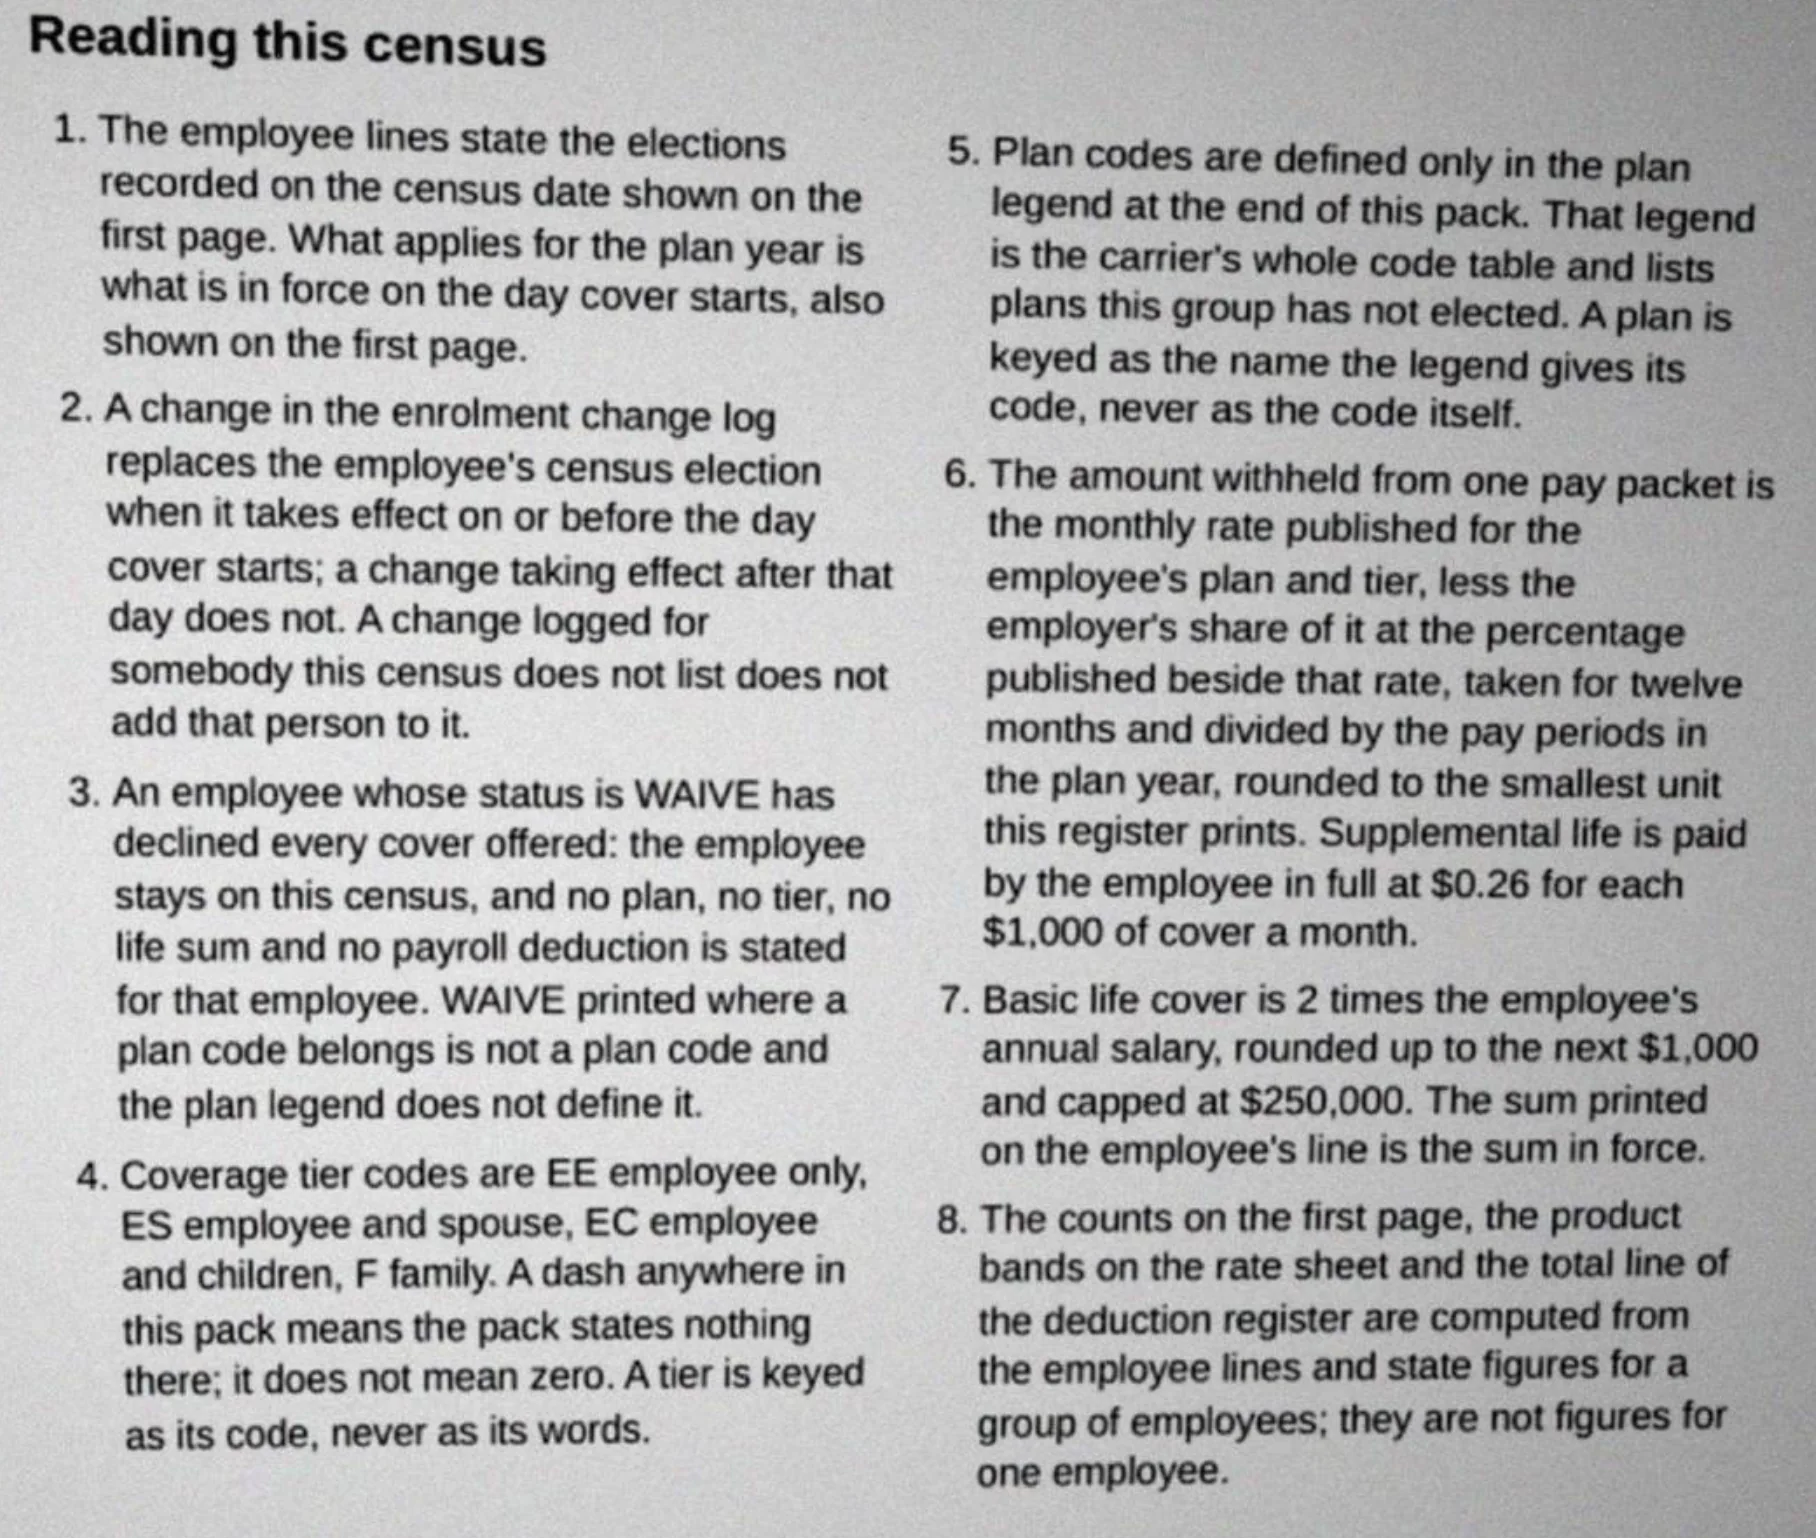 Reading this census
1. The employee lines state the elections
recorded on the census date shown on the
first page. What applies for the plan year is
what is in force on the day cover starts, also
shown on the first page.
2. A change in the enrolment change log
replaces the employee's census election
when it takes effect on or before the day
cover starts; a change taking effect after that
day does not. A change logged for
somebody this census does not list does not
add that person to it.
3. An employee whose status is WAIVE has
declined every cover offered: the employee
stays on this census, and no plan, no tier, no
life sum and no payroll deduction is stated
for that employee. WAIVE printed where a
plan code belongs is not a plan code and
the plan legend does not define it.
4. Coverage tier codes are EE employee only,
ES employee and spouse, EC employee
and children, F family. A dash anywhere in
this pack means the pack states nothing
there; it does not mean zero. A tier is keyed
as its code, never as its words.
5. Plan codes are defined only in the plan
legend at the end of this pack. That legend
is the carrier's whole code table and lists
plans this group has not elected. A plan is
keyed as the name the legend gives its
code, never as the code itself.
6. The amount withheld from one pay packet is
the monthly rate published for the
employee's plan and tier, less the
employer's share of it at the percentage
published beside that rate, taken for twelve
months and divided by the pay periods in
the plan year, rounded to the smallest unit
this register prints. Supplemental life is paid
by the employee in full at $0.26 for each
$1,000 of cover a month.
7. Basic life cover is 2 times the employee's
annual salary, rounded up to the next $1,000
and capped at $250,000. The sum printed
on the employee's line is the sum in force.
8. The counts on the first page, the product
bands on the rate sheet and the total line of
the deduction register are computed from
the employee lines and state figures for a
group of employees; they are not figures for
one employee.